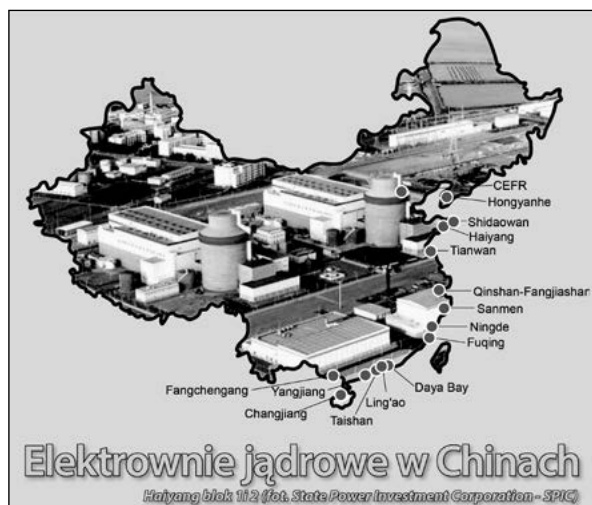 CEFR
Hongyanhe
Shidaowan
Haiyang
Tianwan
Qinshan-Fangjiashan
Sanmen
Ningde
Fuqing
Daya Bay
Ling'ao
Taishan
Yangjiang
Fangchengang
Changjiang
Elektrownie jądrowe w Chinach
Haiyang blok 1i 2 (fot. State Power Investment Corporation - SPIC)